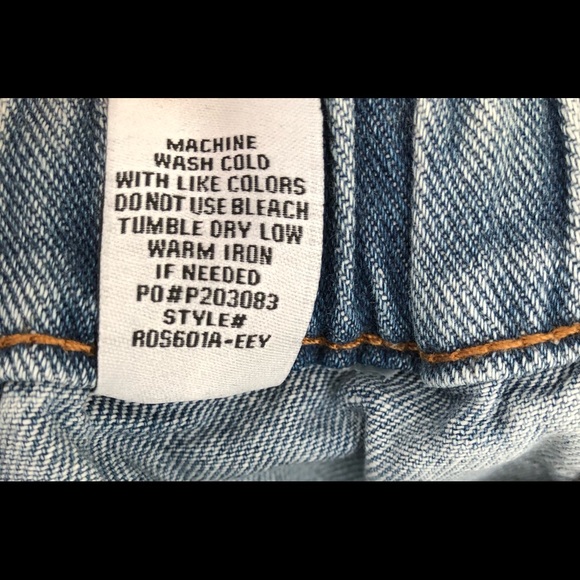 MACHINE
WASH COLD
WITH LIKE COLORS
DO NOT USE BLEACH
TUMBLE DRY LOW
WARM IRON
IF NEEDED
PO#P203083
STYLE#
ROS601A-EEY